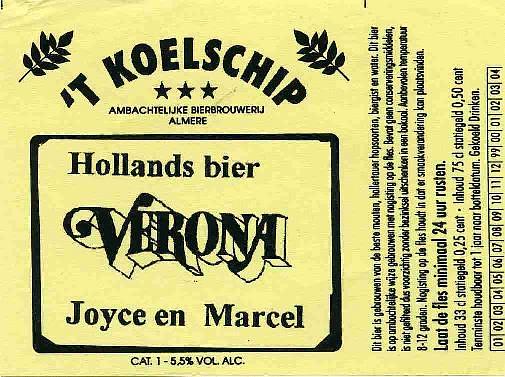 'T KOELSCHIP
AMBACHTELIJKE BIERBROUWERIJ
ALMERE
Hollands bier
VERONA
Joyce en Marcel
CAT. 1 - 5,5% VOL. ALC.
Dit bier is gebrouwen van de beste mouten, hallertauer hopsoorten, biergist en water. Dit bier
is op ambachtelijke wijze gebrouwen met nagisting op de fles. Bevat geen conserveringsmiddelen,
is niet gefilterd dus voorzichtig zonder bezinksel uitschenken in een bokaal. Aanbevolen temperatuur
8-12 graden. Nagisting op de fles houdt in dat er smaakverandering kan plaatsvinden.
Laat de fles minimaal 24 uur rusten.
Inhoud 33 cl statiegeld 0,25 cent · Inhoud 75 cl statiegeld 0,50 cent
Tenminste houdbaar tot 1 jaar na botteldatum. Gekoeld Drinken.
01 02 03 04 05 06 07 08 09 10 11 12 99 00 01 02 03 04